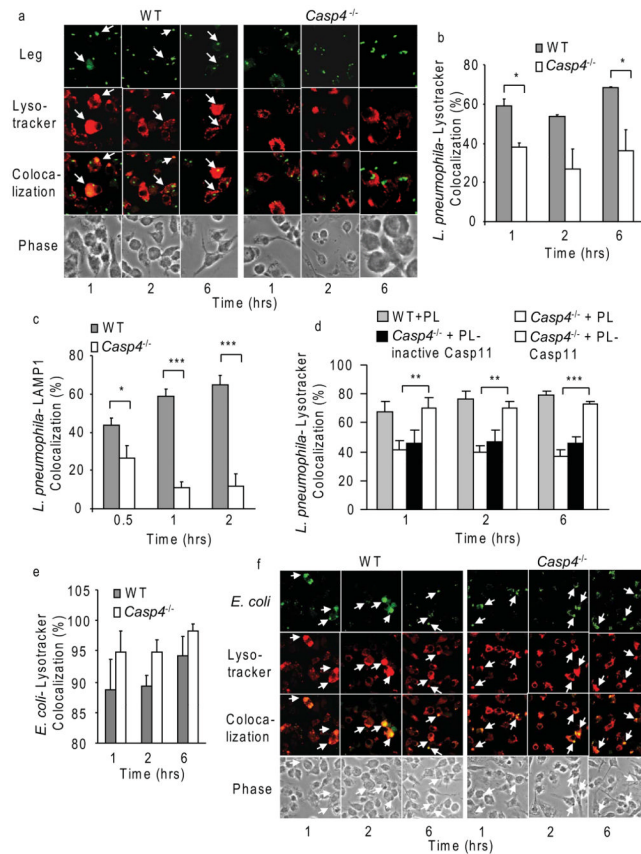 a
WT
Casp4-/-
Leg
Lyso-
tracker
Coloca-
lization
Phase
1 2 6 1 2 6
Time (hrs)
Time (hrs)
b
WT
Casp4-/-
L. pneumophila- Lysotracker
Colocalization (%)
100
80
60
40
20
0
*
*
1 2 6
Time (hrs)
c
WT
Casp4-/-
L. pneumophila- LAMP1
Colocalization (%)
80
60
40
20
0
*
***
***
0.5 1 2
Time (hrs)
d
WT+PL
Casp4-/- + PL
Casp4-/- + PL-
inactive Casp11
Casp4-/- + PL-
Casp11
L. pneumophila-Lysotracker
Colocalization (%)
100
80
60
40
20
0
**
**
***
1 2 6
Time (hrs)
e
WT
Casp4-/-
E. coli-Lysotracker
Colocalization (%)
105
100
95
90
85
80
1 2 6
Time (hrs)
f
WT
Casp4-/-
E. coli
Lyso-
tracker
Coloca-
lization
Phase
1 2 6 1 2 6
Time (hrs)
Time (hrs)